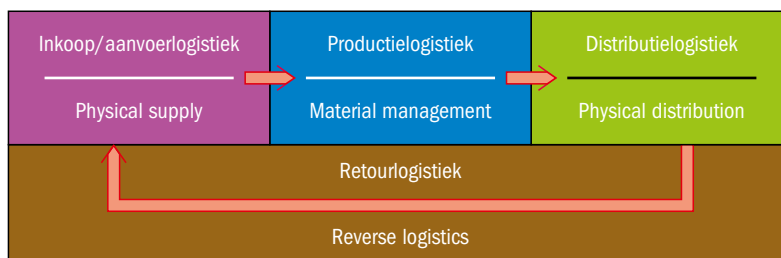 Inkoop/aanvoerlogistiek
Physical supply
Productielogistiek
Material management
Distributielogistiek
Physical distribution
Retourlogistiek
Reverse logistics